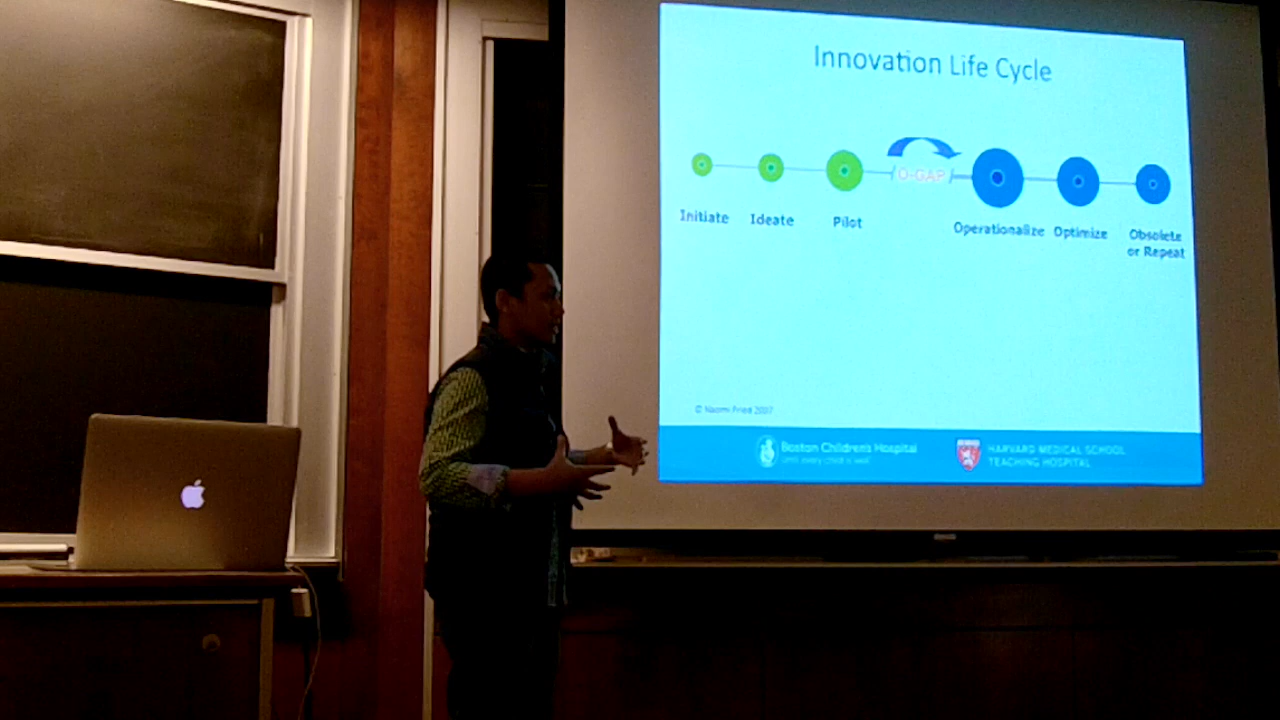 Innovation Life Cycle
O-GAP
Initiate
Ideate
Pilot
Operationalize
Optimize
Obsolete
or Repeat
© Naomi Fried 2007
Boston Children's Hospital
Until every child is well
HARVARD MEDICAL SCHOOL
TEACHING HOSPITAL